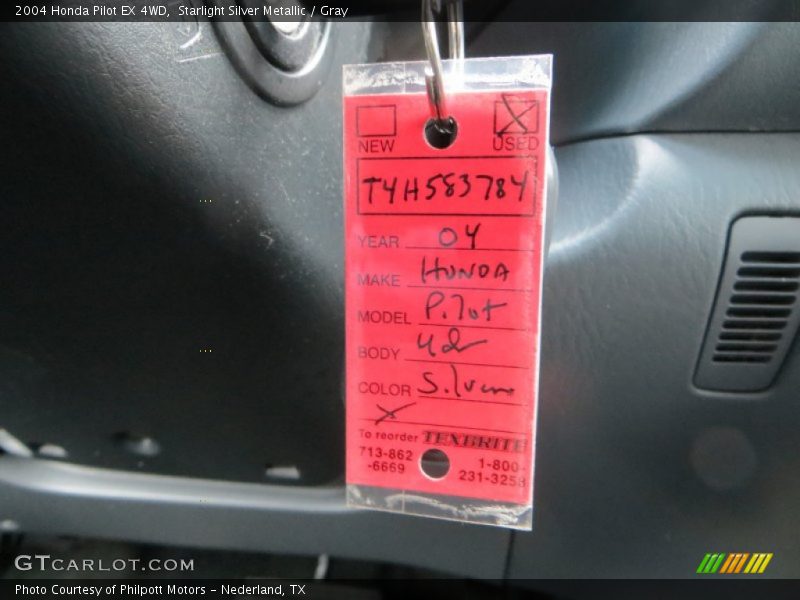 2004 Honda Pilot EX 4WD,  Starlight Silver Metallic / Gray
NEW USED
T4H583784
YEAR 04
MAKE HONDA
MODEL Pilot
BODY 4dr
COLOR Silver
X
To reorder TEXBRITE
713-862-6669 1-800-231-3258
GTCARLOT.COM
Photo Courtesy of Philpott Motors - Nederland, TX